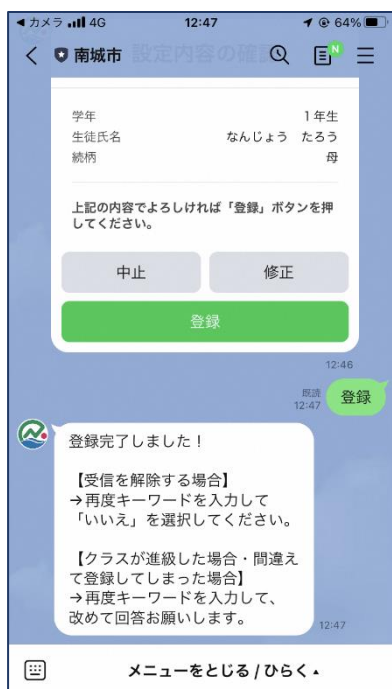 ◀カメラ 4G 12:47 64%
南城市 設定内容の確
N
学年 1年生
生徒氏名 なんじょう たろう
続柄 母
上記の内容でよろしければ「登録」ボタンを押
してください。
中止 修正
登録
12:46
既読
12:47
登録
登録完了しました！
【受信を解除する場合】
→再度キーワードを入力して
「いいえ」を選択してください。
【クラスが進級した場合・間違え
て登録してしまった場合】
→再度キーワードを入力して、
改めて回答お願いします。
12:47
メニューをとじる / ひらく▲